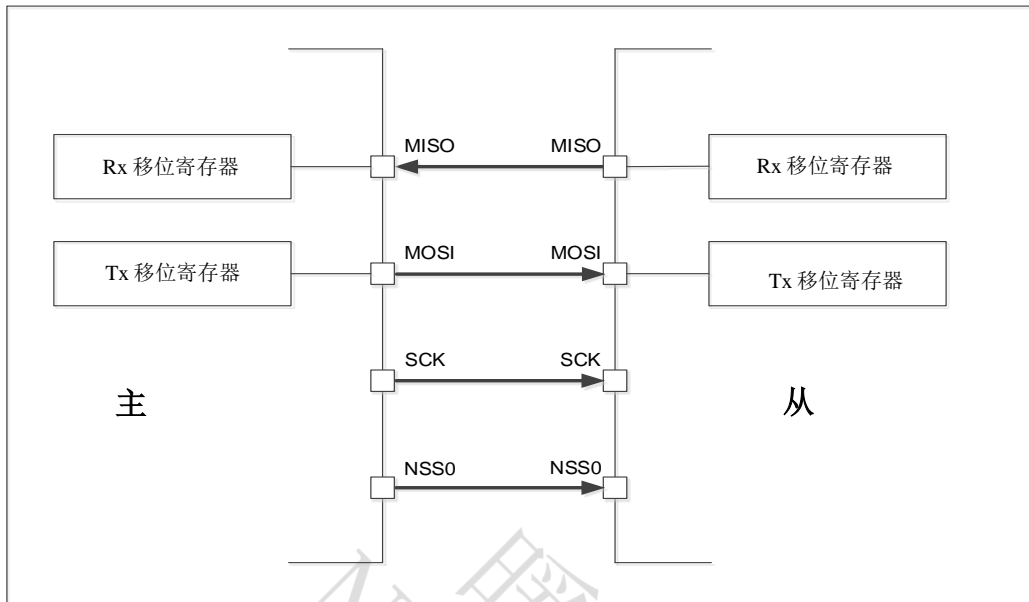 MISO MISO
Rx 移位寄存器 Rx 移位寄存器
MOSI MOSI
Tx 移位寄存器 Tx 移位寄存器
SCK SCK
主 从
NSS0 NSS0